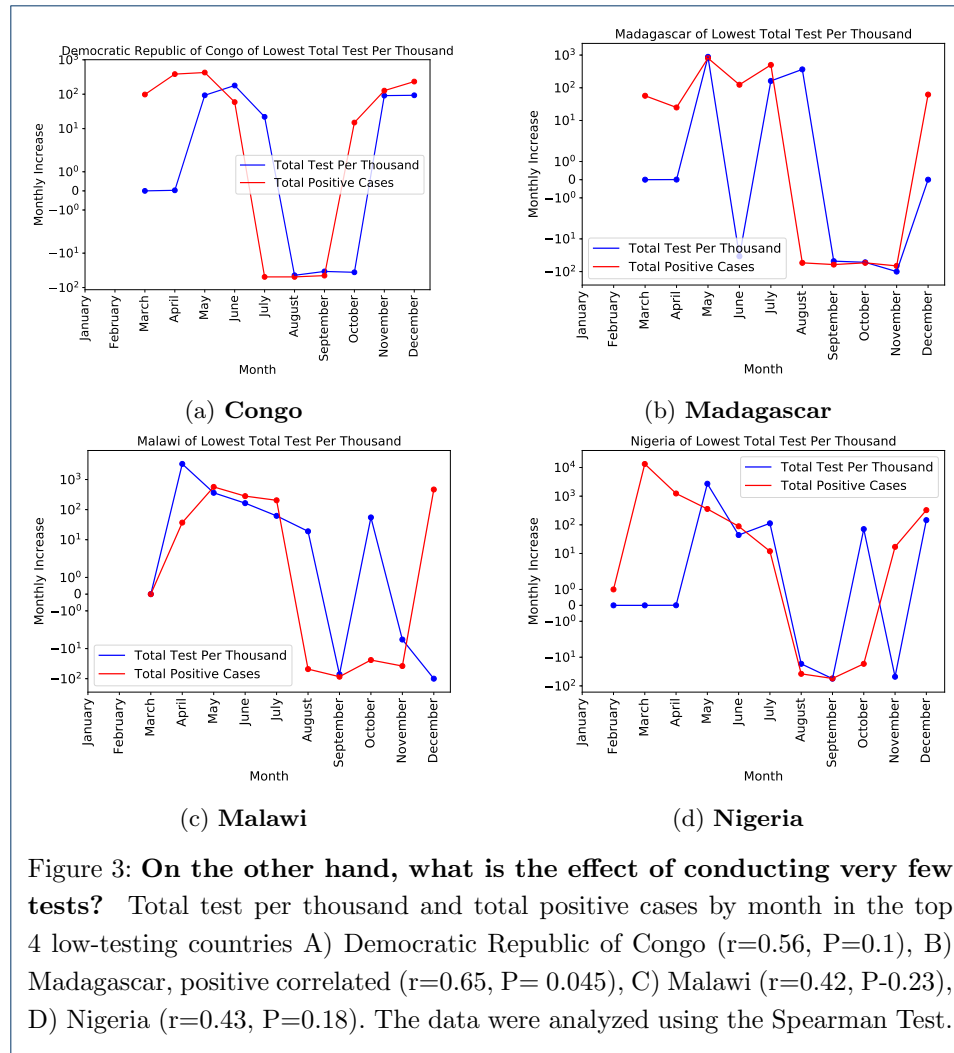 Democratic Republic of Congo of Lowest Total Test Per Thousand
10³
10²
10¹
10⁰
0
−10⁰
−10¹
−10²
Monthly Increase
Total Test Per Thousand
Total Positive Cases
January
February
March
April
May
June
July
August
September
October
November
December
Month
(a) Congo
Madagascar of Lowest Total Test Per Thousand
10³
10²
10¹
10⁰
0
−10⁰
−10¹
−10²
Monthly Increase
Total Test Per Thousand
Total Positive Cases
January
February
March
April
May
June
July
August
September
October
November
December
Month
(b) Madagascar
Malawi of Lowest Total Test Per Thousand
10³
10²
10¹
10⁰
0
−10⁰
−10¹
−10²
Monthly Increase
Total Test Per Thousand
Total Positive Cases
January
February
March
April
May
June
July
August
September
October
November
December
Month
(c) Malawi
Nigeria of Lowest Total Test Per Thousand
10⁴
10³
10²
10¹
10⁰
0
−10⁰
−10¹
−10²
Monthly Increase
Total Test Per Thousand
Total Positive Cases
January
February
March
April
May
June
July
August
September
October
November
December
Month
(d) Nigeria
Figure 3: On the other hand, what is the effect of conducting very few
tests? Total test per thousand and total positive cases by month in the top
4 low-testing countries A) Democratic Republic of Congo (r=0.56, P=0.1), B)
Madagascar, positive correlated (r=0.65, P= 0.045), C) Malawi (r=0.42, P-0.23),
D) Nigeria (r=0.43, P=0.18). The data were analyzed using the Spearman Test.